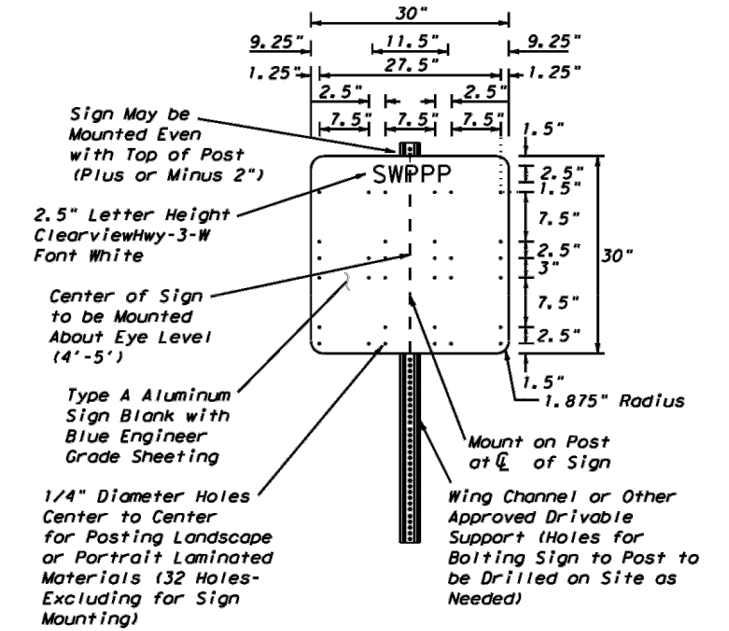 30"
9.25"
11.5"
9.25"
1.25"
27.5"
1.25"
2.5"
2.5"
7.5"
7.5"
7.5"
Sign May be
Mounted Even
with Top of Post
(Plus or Minus 2")
SWPPP
1.5"
2.5"
1.5"
7.5"
2.5"
3"
7.5"
2.5"
1.5"
30"
2.5" Letter Height
ClearviewHwy-3-W
Font White
Center of Sign
to be Mounted
About Eye Level
(4'-5')
1.875" Radius
Type A Aluminum
Sign Blank with
Blue Engineer
Grade Sheeting
Mount on Post
at ℄ of Sign
1/4" Diameter Holes
Center to Center
for Posting Landscape
or Portrait Laminated
Materials (32 Holes-
Excluding for Sign
Mounting)
Wing Channel or Other
Approved Drivable
Support (Holes for
Bolting Sign to Post to
be Drilled on Site as
Needed)